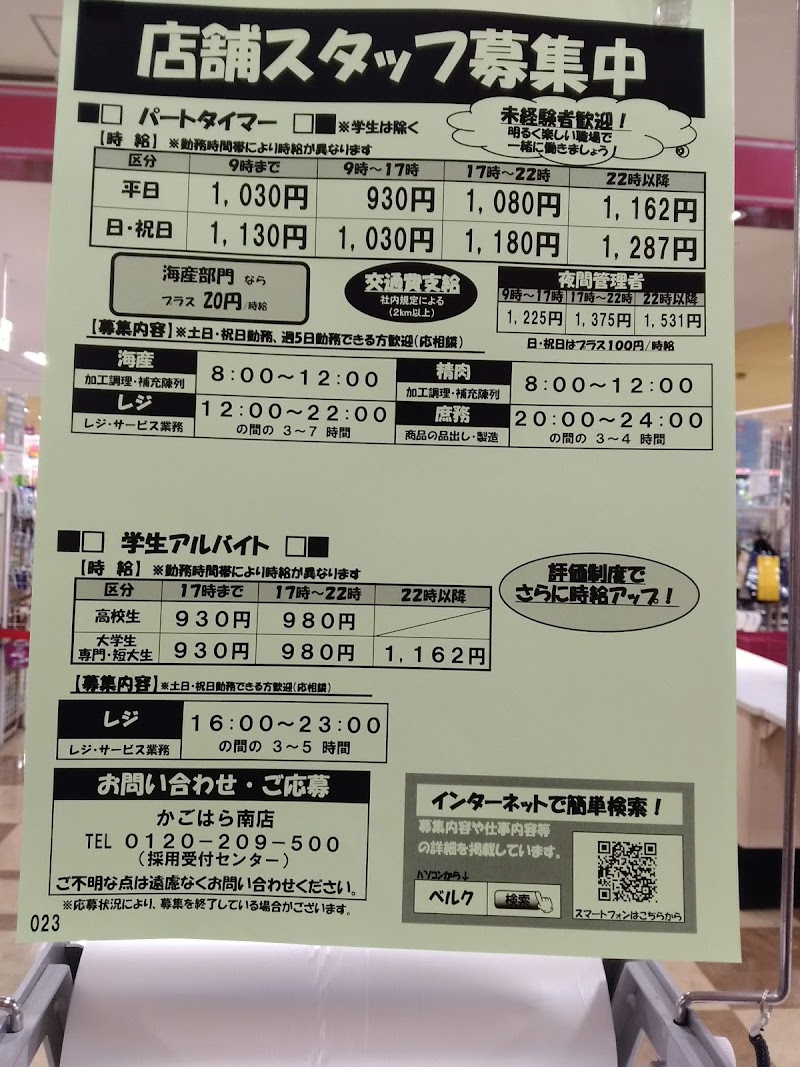 店舗スタッフ募集中
■□ パートタイマー □■※学生は除く
未経験者歓迎！
明るく楽しい職場で
一緒に働きましょう！
【時 給】※勤務時間帯により時給が異なります
区分 9時まで 9時～17時 17時～22時 22時以降
平日 1,030円 930円 1,080円 1,162円
日・祝日 1,130円 1,030円 1,180円 1,287円
海産部門 なら
プラス 20円/時給
交通費支給
社内規定による
(2km以上)
夜間管理者
9時～17時 17時～22時 22時以降
1,225円 1,375円 1,531円
日・祝日はプラス100円/時給
【募集内容】※土日・祝日勤務、週5日勤務できる方歓迎(応相談)
海産
加工調理・補充陳列
8:00～12:00
精肉
加工調理・補充陳列
8:00～12:00
レジ
レジ・サービス業務
12:00～22:00
の間の 3～7 時間
庶務
商品の品出し・製造
20:00～24:00
の間の 3～4 時間
■□ 学生アルバイト □■
【時 給】※勤務時間帯により時給が異なります
区分 17時まで 17時～22時 22時以降
高校生 930円 980円
大学生
専門・短大生 930円 980円 1,162円
評価制度で
さらに時給アップ！
【募集内容】※土日・祝日勤務できる方歓迎(応相談)
レジ
レジ・サービス業務
16:00～23:00
の間の 3～5 時間
お問い合わせ・ご応募
かごはら南店
TEL 0120-209-500
(採用受付センター)
ご不明な点は遠慮なくお問い合わせください。
※応募状況により、募集を終了している場合がございます。
023
インターネットで簡単検索！
募集内容や仕事内容等
の詳細を掲載しています。
パソコンから↓
ベルク 検索
スマートフォンはこちらから